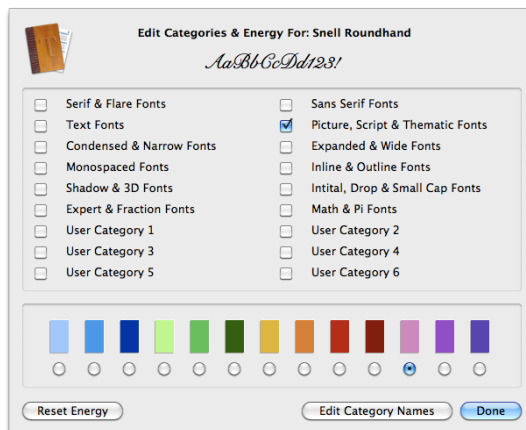 Edit Categories & Energy For: Snell Roundhand
AaBbCcDd123!
Serif & Flare Fonts
Sans Serif Fonts
Text Fonts
Picture, Script & Thematic Fonts
Condensed & Narrow Fonts
Expanded & Wide Fonts
Monospaced Fonts
Inline & Outline Fonts
Shadow & 3D Fonts
Intital, Drop & Small Cap Fonts
Expert & Fraction Fonts
Math & Pi Fonts
User Category 1
User Category 2
User Category 3
User Category 4
User Category 5
User Category 6
Reset Energy
Edit Category Names
Done